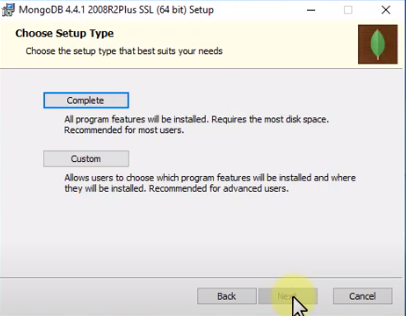 MongoDB 4.4.1 2008R2Plus SSL (64 bit) Setup
Choose Setup Type
Choose the setup type that best suits your needs
Complete
All program features will be installed. Requires the most disk space.
Recommended for most users.
Custom
Allows users to choose which program features will be installed and where
they will be installed. Recommended for advanced users.
Back Next Cancel